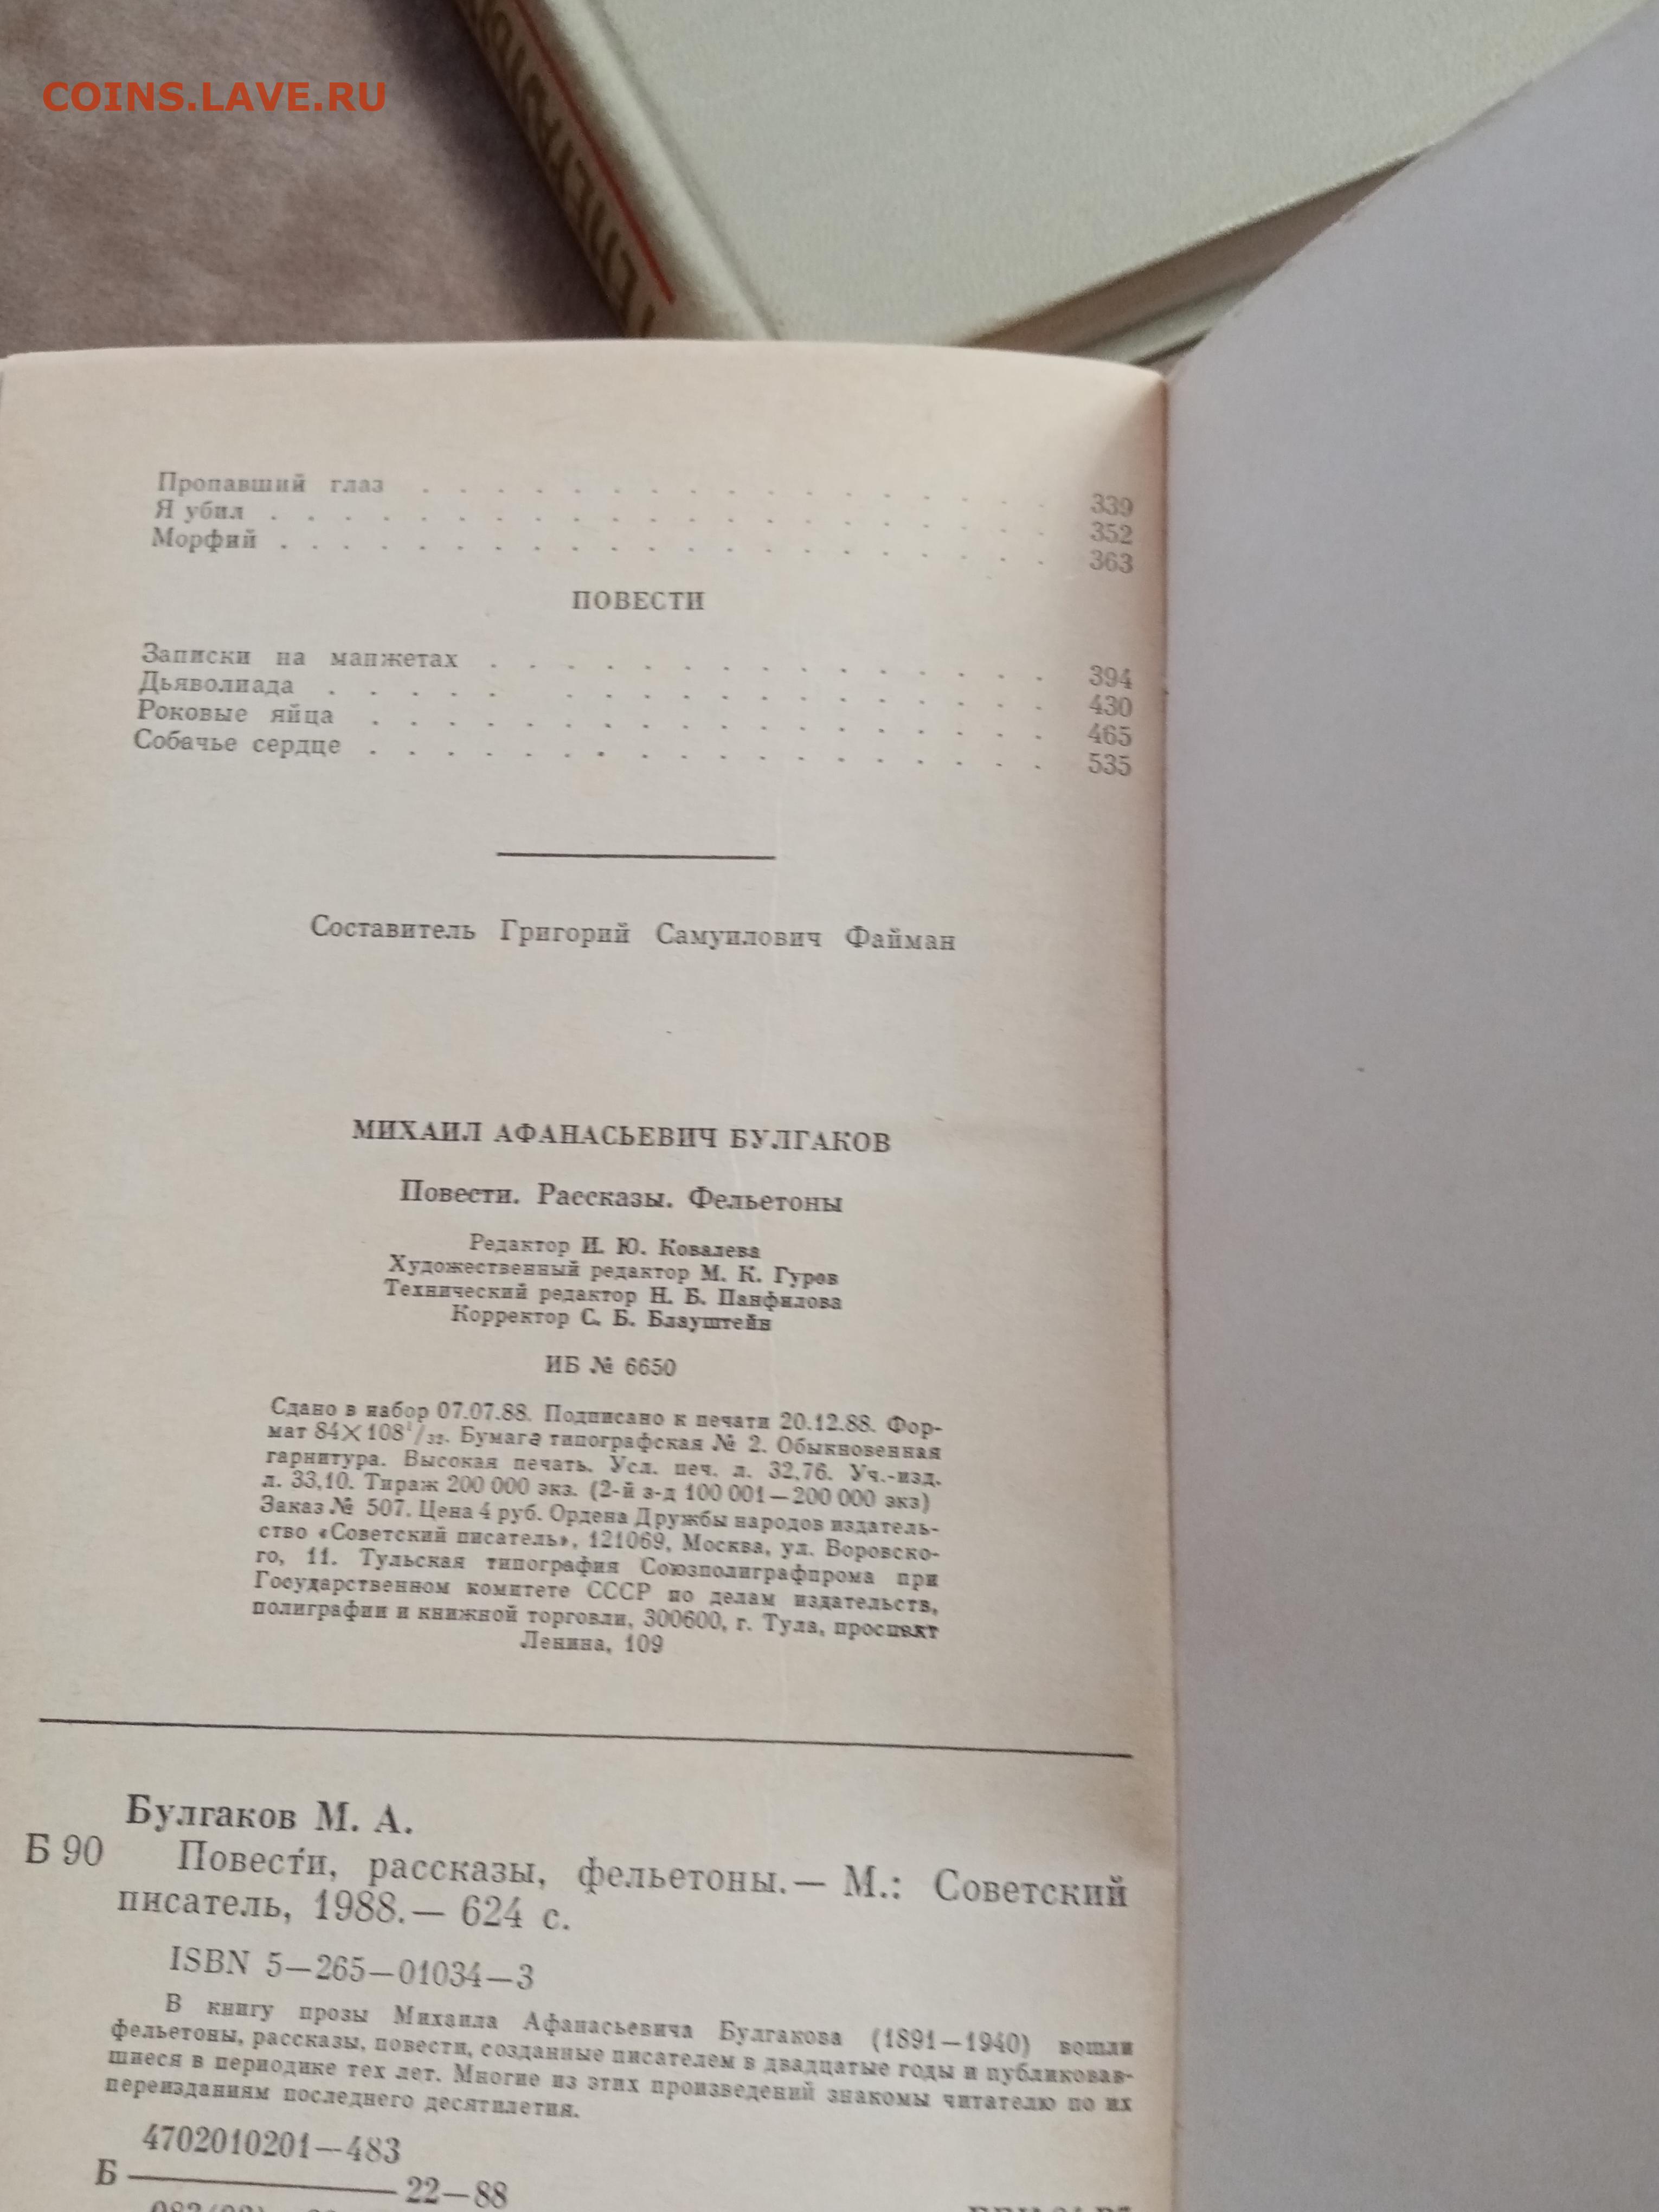 COINS.LAVE.RU
Пропавший глаз . . . . . . . . . . . . . . . . 339
Я убил . . . . . . . . . . . . . . . . . . . . 352
Морфий . . . . . . . . . . . . . . . . . . . . 363
ПОВЕСТИ
Записки на манжетах . . . . . . . . . . . . . . 394
Дьяволиада . . . . . . . . . . . . . . . . . . 430
Роковые яйца . . . . . . . . . . . . . . . . . 465
Собачье сердце . . . . . . . . . . . . . . . . 535
Составитель Григорий Самуилович Файман
МИХАИЛ АФАНАСЬЕВИЧ БУЛГАКОВ
Повести. Рассказы. Фельетоны
Редактор И. Ю. Ковалева
Художественный редактор М. К. Гуров
Технический редактор Н. Б. Панфилова
Корректор С. Б. Блауштейн
ИБ № 6650
Сдано в набор 07.07.88. Подписано к печати 20.12.88. Фор-
мат 84×108 1/32. Бумага типографская № 2. Обыкновенная
гарнитура. Высокая печать. Усл. печ. л. 32,76. Уч.-изд.
л. 33,10. Тираж 200 000 экз. (2-й з-д 100 001—200 000 экз)
Заказ № 507. Цена 4 руб. Ордена Дружбы народов издатель-
ство «Советский писатель», 121069, Москва, ул. Воровско-
го, 11. Тульская типография Союзполиграфпрома при
Государственном комитете СССР по делам издательств,
полиграфии и книжной торговли, 300600, г. Тула, проспект
Ленина, 109
Булгаков М. А.
Б 90 Повести, рассказы, фельетоны.— М.: Советский
писатель, 1988.— 624 с.
ISBN 5—265—01034—3
В книгу прозы Михаила Афанасьевича Булгакова (1891—1940) вошли
фельетоны, рассказы, повести, созданные писателем в двадцатые годы и публиковав-
шиеся в периодике тех лет. Многие из этих произведений знакомы читателю по их
переизданиям последнего десятилетия.
4702010201—483
Б ———— 22—88